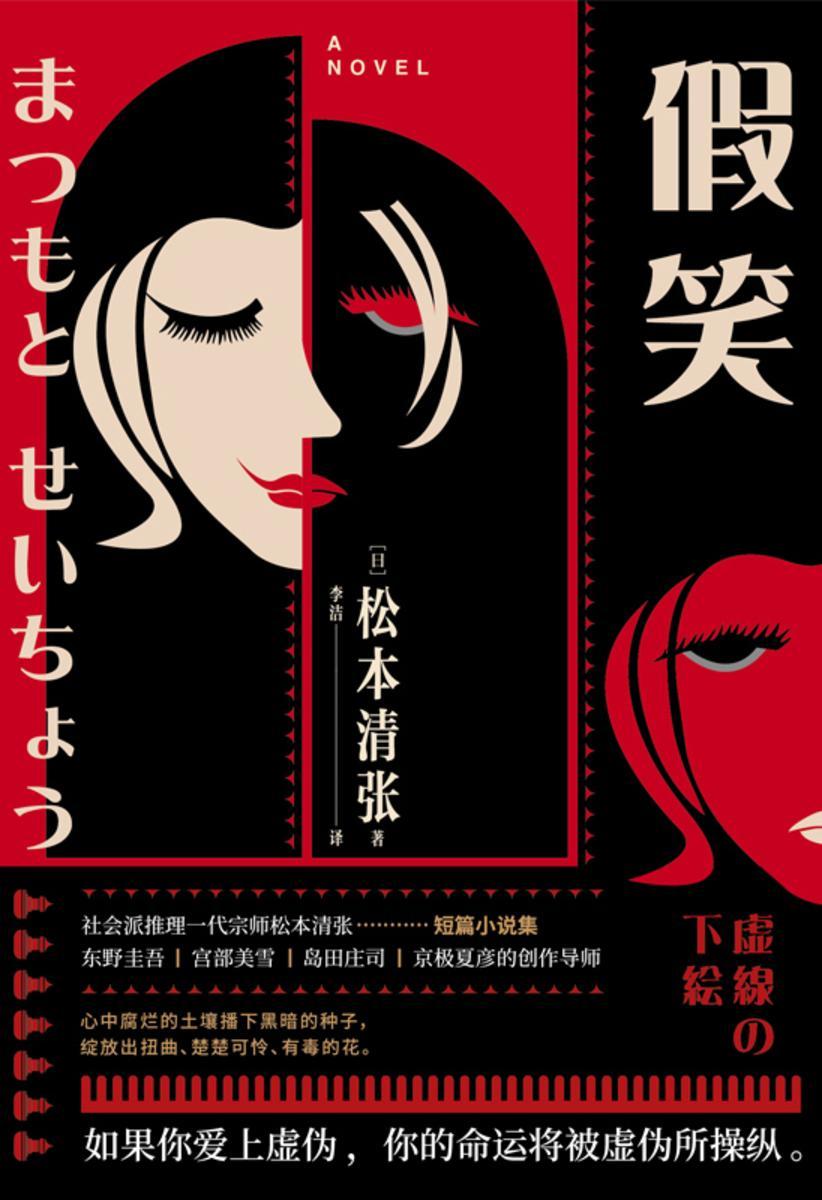 A
NOVEL
假笑
まつもと せいちょう
[日]
松本清张 著
李洁 译
虚線の
下絵
社会派推理一代宗师松本清张⋯⋯⋯⋯短篇小说集
东野圭吾 | 宫部美雪 | 岛田庄司 | 京极夏彦的创作导师
心中腐烂的土壤播下黑暗的种子，
绽放出扭曲、楚楚可怜、有毒的花。
如果你爱上虚伪，你的命运将被虚伪所操纵。